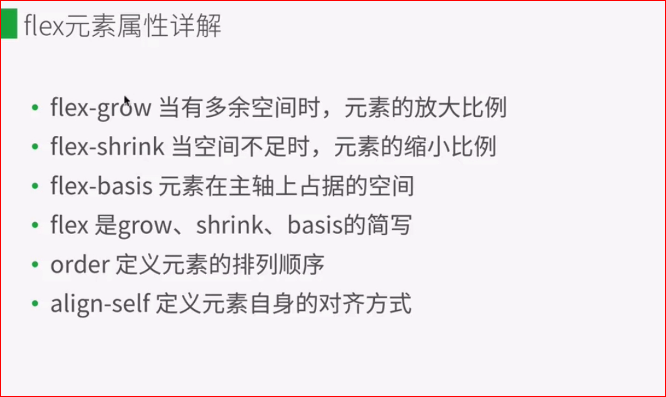 flex元素属性详解
flex-grow 当有多余空间时，元素的放大比例
flex-shrink 当空间不足时，元素的缩小比例
flex-basis 元素在主轴上占据的空间
flex 是grow、shrink、basis的简写
order 定义元素的排列顺序
align-self 定义元素自身的对齐方式